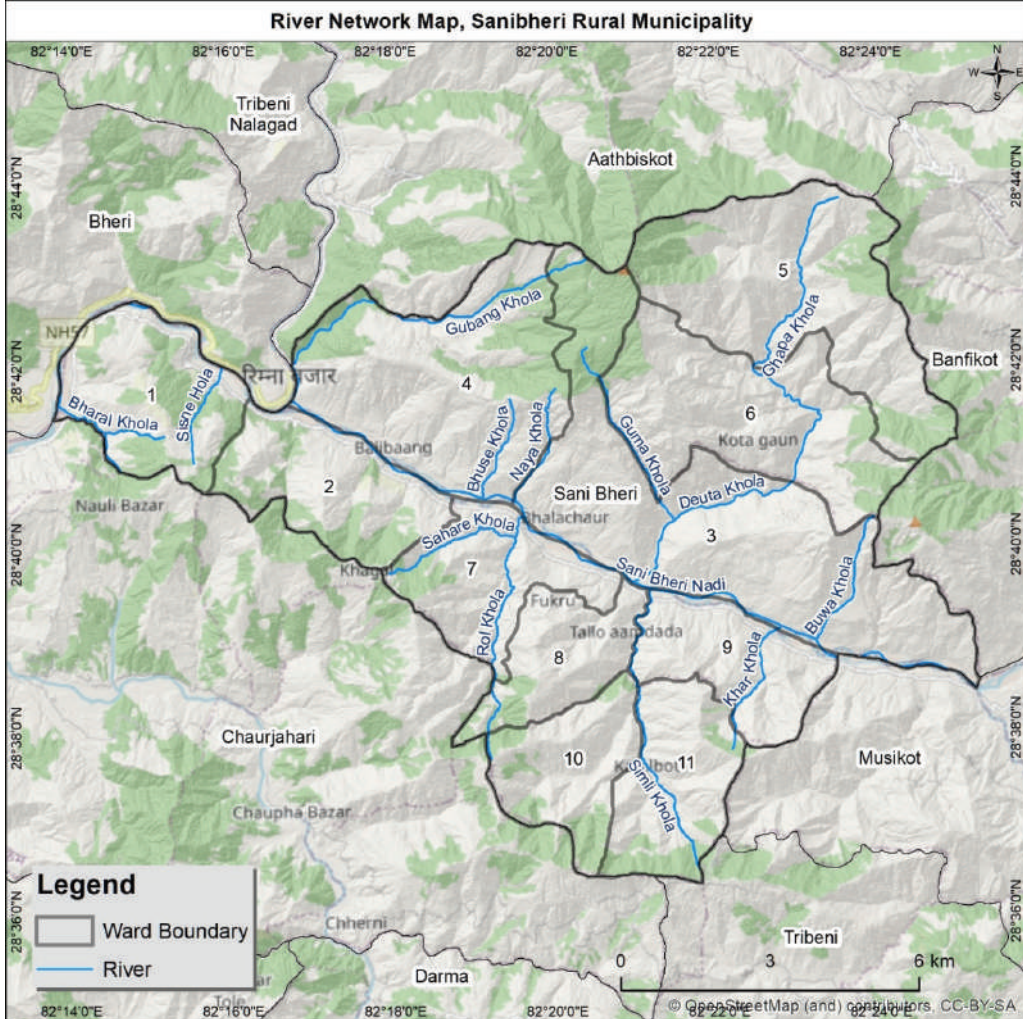 River Network Map, Sanibheri Rural Municipality
82°14'0"E 82°16'0"E 82°18'0"E 82°20'0"E 82°22'0"E 82°24'0"E
N
W E
S
Tribeni
Nalagad
Aathbiskot
28°44'0"N 28°44'0"N
Bheri
5
Gubang Khola
Ghapa Khola
NH57
28°42'0"N 28°42'0"N
Banfikot
रिम्ना बजार
1
4
Sisne Hola
Bharal Khola
6
Kota gaun
Bhuse Khola
Naya Khola
Guma Khola
Balibaang
2
Sani Bheri
Deuta Khola
Nauli Bazar
Bhalachaur
Sahare Khola
3
28°40'0"N 28°40'0"N
Khagal
7
Sani Bheri Nadi
Buwa Khola
Fukru
Rol Khola
Tallo aamdada
8
9
Khar Khola
28°38'0"N 28°38'0"N
Chaurjahari
10
11
Musikot
Simli Khola
Chaupha Bazar
Legend
Ward Boundary
River
28°36'0"N 28°36'0"N
Chherni
Tribeni
0 3 6 km
Darma
Tole
© OpenStreetMap (and) contributors, CC-BY-SA
82°14'0"E 82°16'0"E 82°18'0"E 82°20'0"E 82°22'0"E 82°24'0"E